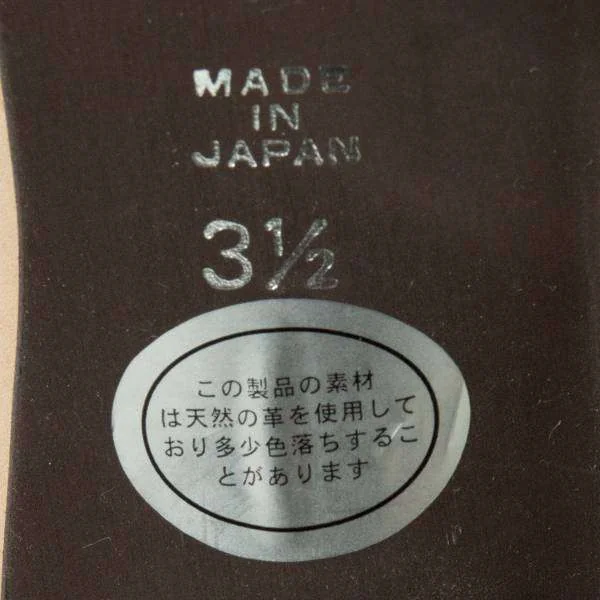 MADE
IN
JAPAN
3½
この製品の素材
は天然の革を使用して
おり多少色落ちするこ
とがあります